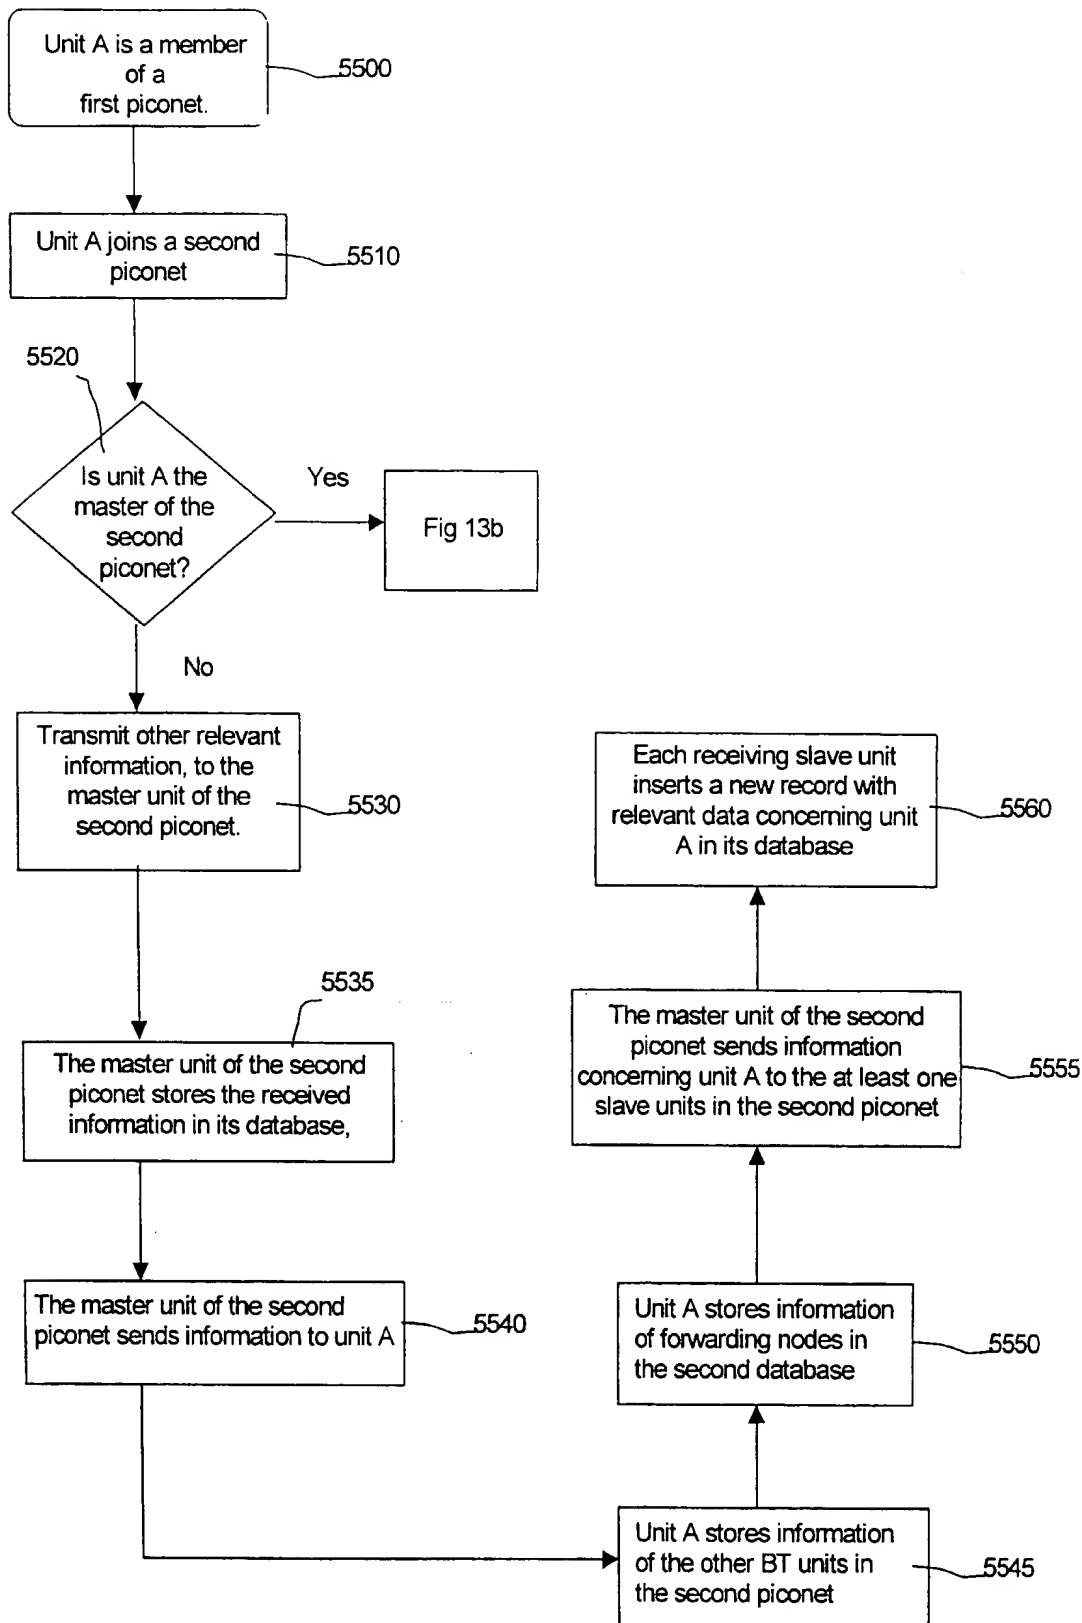 Unit A is a member
of a
first piconet.
5500
Unit A joins a second
piconet
5510
5520
Is unit A the
master of the
second
piconet?
Yes
Fig 13b
No
Transmit other relevant
information, to the
master unit of the
second piconet.
5530
5535
The master unit of the second
piconet stores the received
information in its database,
The master unit of the second
piconet sends information to unit A
5540
Unit A stores information
of the other BT units in
the second piconet
5545
Unit A stores information
of forwarding nodes in
the second database
5550
The master unit of the second
piconet sends information
concerning unit A to the at least one
slave units in the second piconet
5555
Each receiving slave unit
inserts a new record with
relevant data concerning unit
A in its database
5560